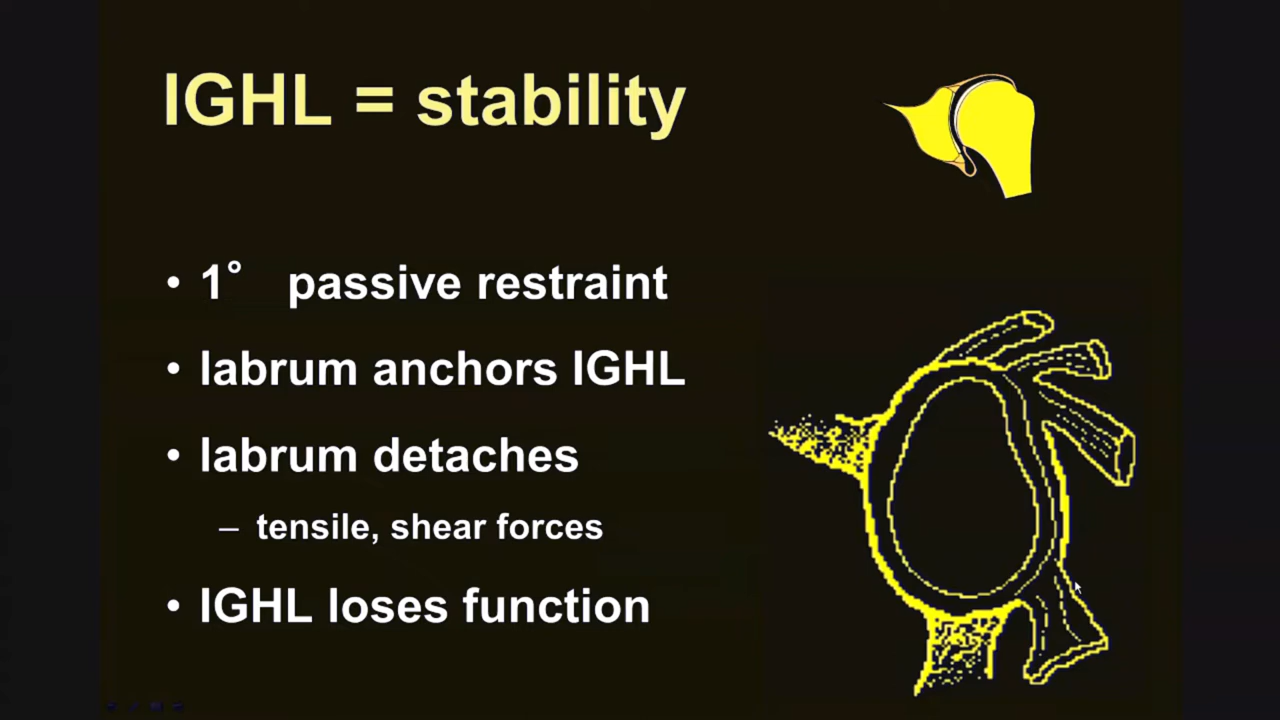 IGHL = stability
• 1° passive restraint
• labrum anchors IGHL
• labrum detaches
– tensile, shear forces
• IGHL loses function